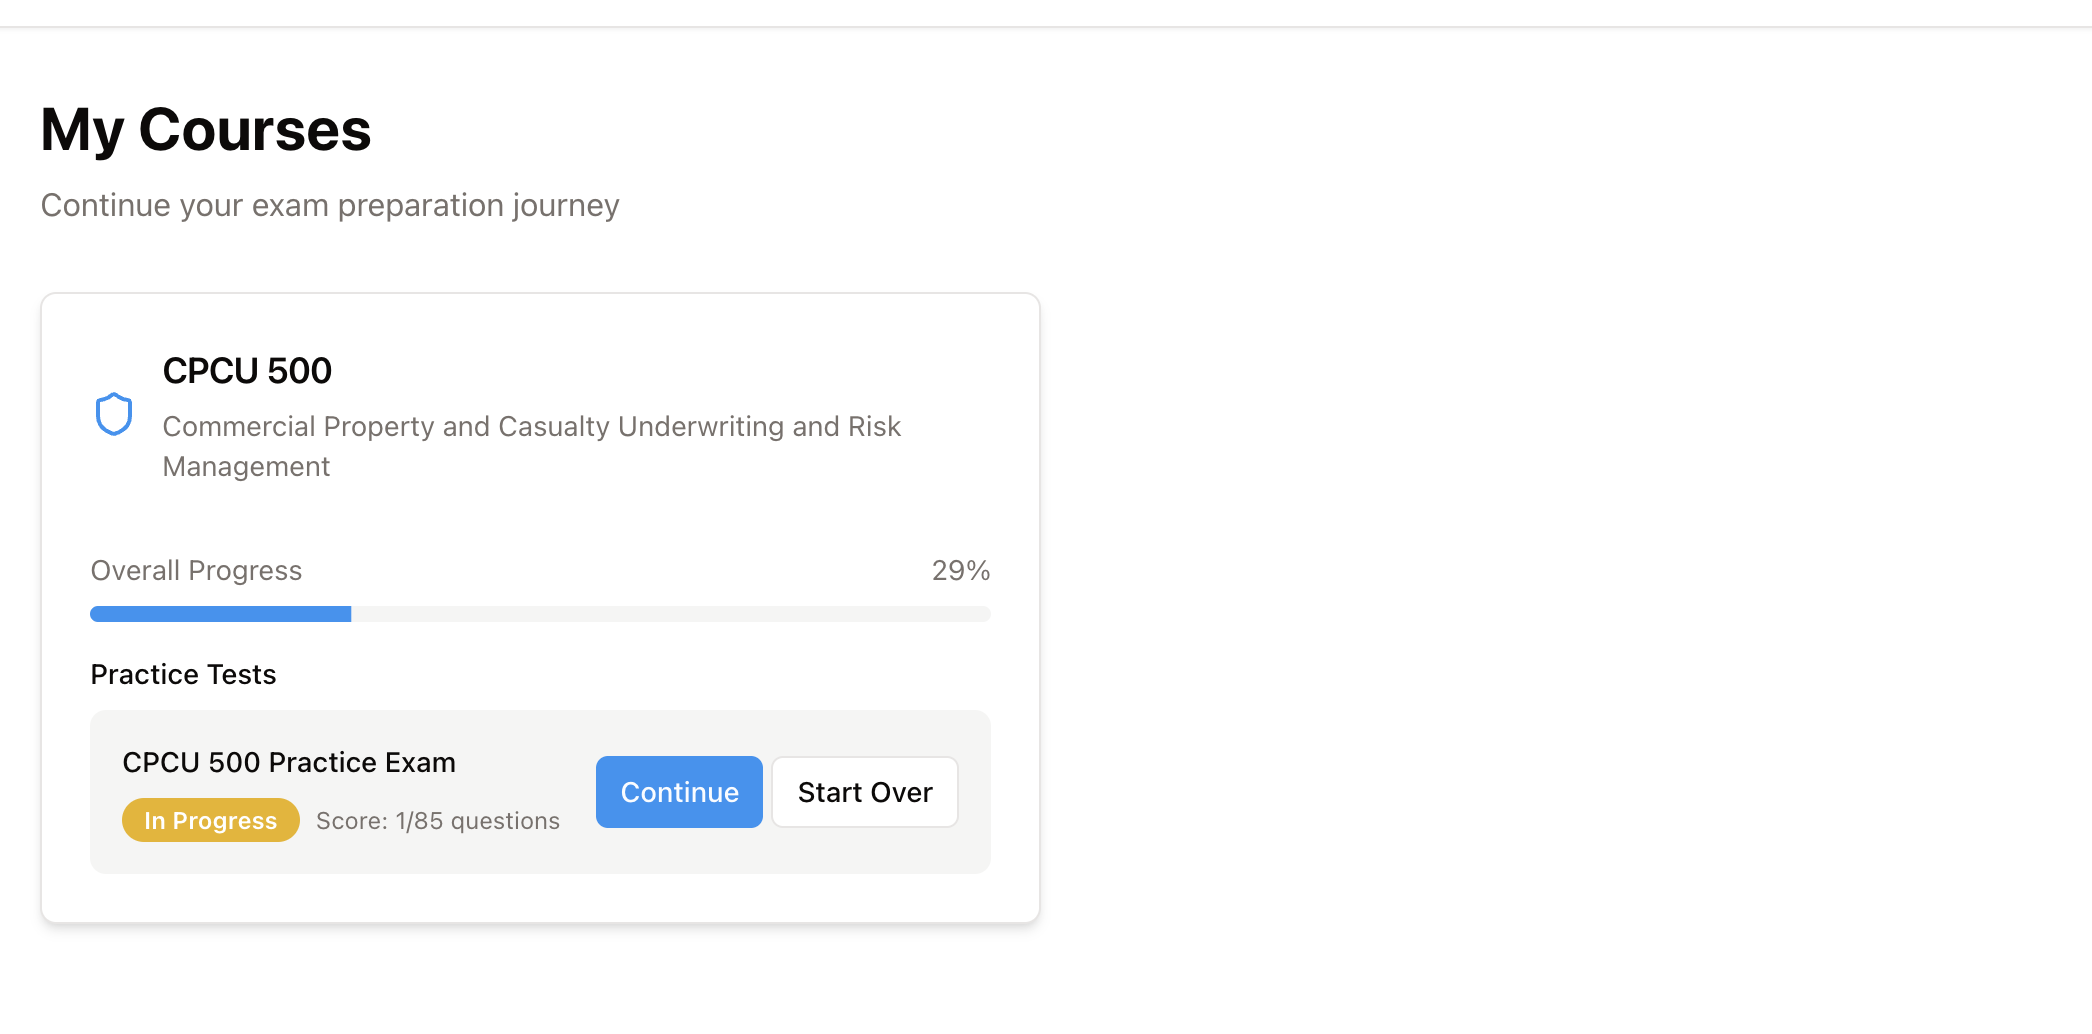 My Courses
Continue your exam preparation journey
CPCU 500
Commercial Property and Casualty Underwriting and Risk
Management
Overall Progress
29%
Practice Tests
CPCU 500 Practice Exam
In Progress
Score: 1/85 questions
Continue
Start Over